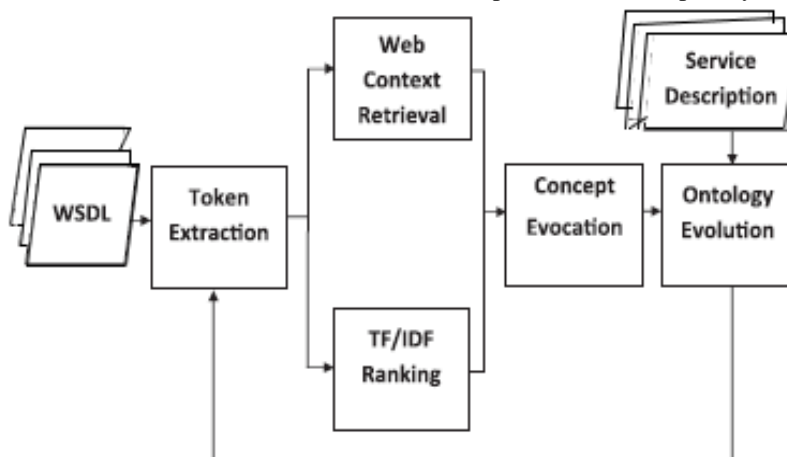 Web
Context
Retrieval
Service
Description
WSDL
Token
Extraction
Concept
Evocation
Ontology
Evolution
TF/IDF
Ranking